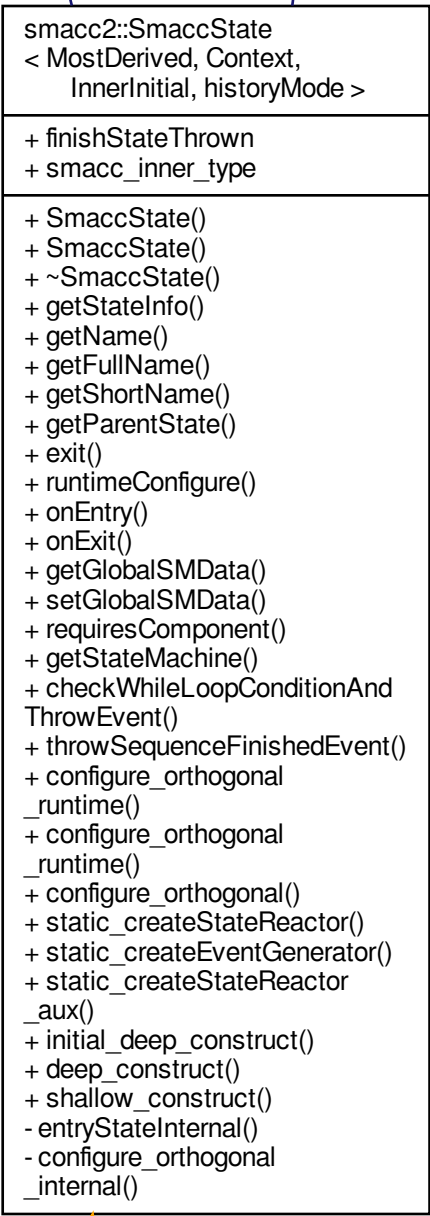 smacc2::SmaccState
< MostDerived, Context,
InnerInitial, historyMode >
+ finishStateThrown
+ smacc_inner_type
+ SmaccState()
+ SmaccState()
+ ~SmaccState()
+ getStateInfo()
+ getName()
+ getFullName()
+ getShortName()
+ getParentState()
+ exit()
+ runtimeConfigure()
+ onEntry()
+ onExit()
+ getGlobalSMData()
+ setGlobalSMData()
+ requiresComponent()
+ getStateMachine()
+ checkWhileLoopConditionAnd
ThrowEvent()
+ throwSequenceFinishedEvent()
+ configure_orthogonal
_runtime()
+ configure_orthogonal
_runtime()
+ configure_orthogonal()
+ static_createStateReactor()
+ static_createEventGenerator()
+ static_createStateReactor
_aux()
+ initial_deep_construct()
+ deep_construct()
+ shallow_construct()
- entryStateInternal()
- configure_orthogonal
_internal()